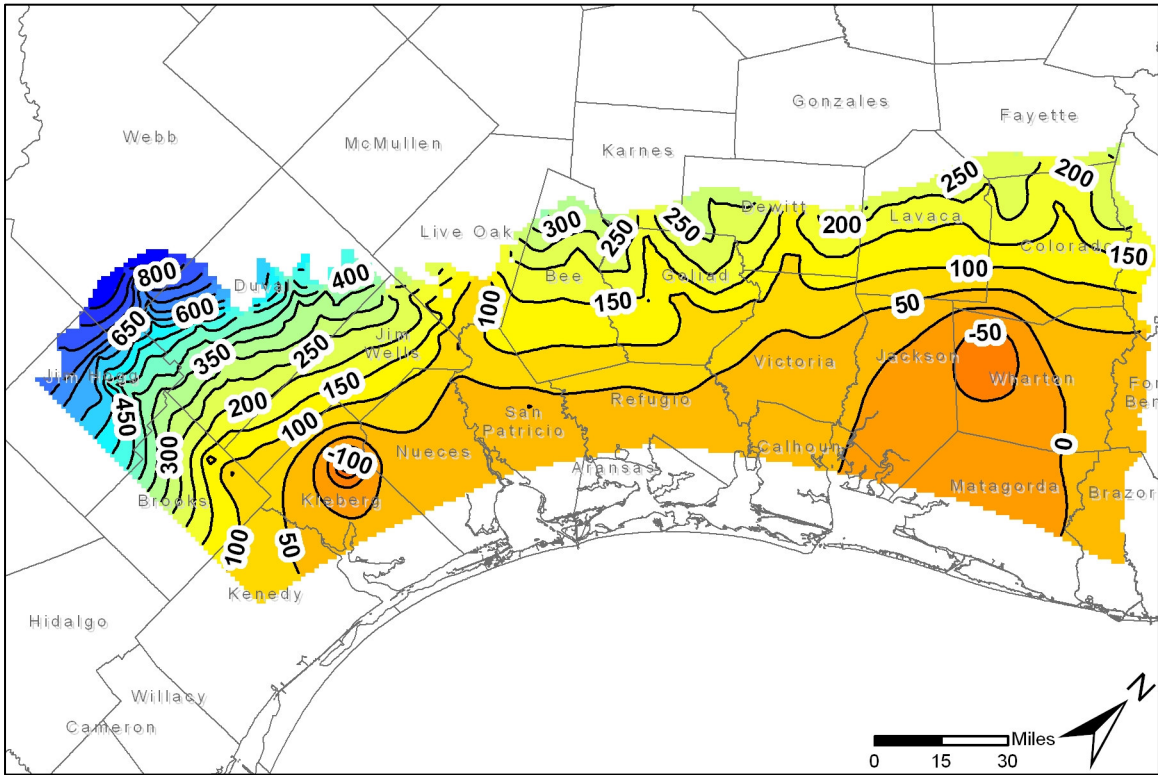 Gonzales
Fayette
Webb
McMullen
Karnes
250
200
Dewitt
300
250
250
200
Lavaca
Live Oak
Colorado
150
800
400
Duval
Bee
Goliad
100
600
150
100
50
650
Jim
Wells
-50
350
250
Victoria
Jackson
Jim Hogg
150
Wharton
For
Ben
450
200
100
San
Patricio
Refugio
300
Nueces
Calhoun
0
-100
Aransas
Brooks
Kleberg
Matagorda
Brazor
100
50
Kenedy
Hidalgo
Willacy
N
Cameron
Miles
0 15 30